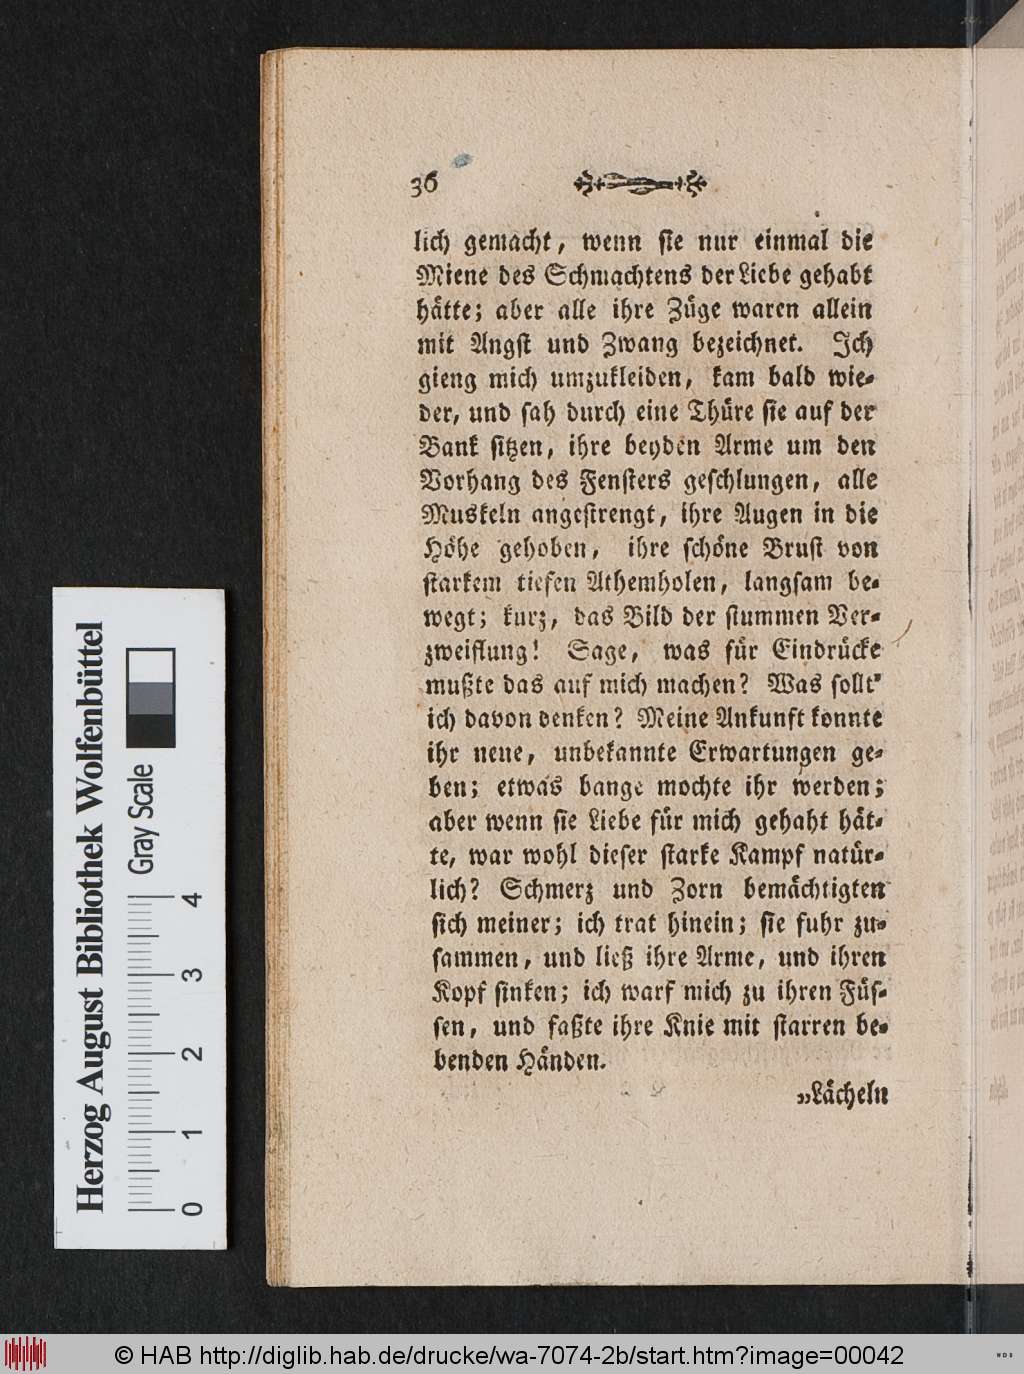 36
lich gemacht, wenn sie nur einmal die
Miene des Schmachtens der Liebe gehabt
hätte; aber alle ihre Züge waren allein
mit Angst und Zwang bezeichnet. Ich
gieng mich umzukleiden, kam bald wie-
der, und sah durch eine Thüre sie auf der
Bank sitzen, ihre beyden Arme um den
Vorhang des Fensters geschlungen, alle
Muskeln angestrengt, ihre Augen in die
Höhe gehoben, ihre schöne Brust von
starkem tiefen Athemholen, langsam be-
wegt; kurz, das Bild der stummen Ver-
zweiflung! Sage, was für Eindrücke
mußte das auf mich machen? Was sollt'
ich davon denken? Meine Ankunft konnte
ihr neue, unbekannte Erwartungen ge-
ben; etwas bange mochte ihr werden;
aber wenn sie Liebe für mich gehaht hät-
te, war wohl dieser starke Kampf natür-
lich? Schmerz und Zorn bemächtigten
sich meiner; ich trat hinein; sie fuhr zu-
sammen, und ließ ihre Arme, und ihren
Kopf sinken; ich warf mich zu ihren Füs-
sen, und faßte ihre Knie mit starren be-
benden Händen.
„Lächeln
Herzog August Bibliothek Wolfenbüttel
Gray Scale
0 1 2 3 4
© HAB http://diglib.hab.de/drucke/wa-7074-2b/start.htm?image=00042